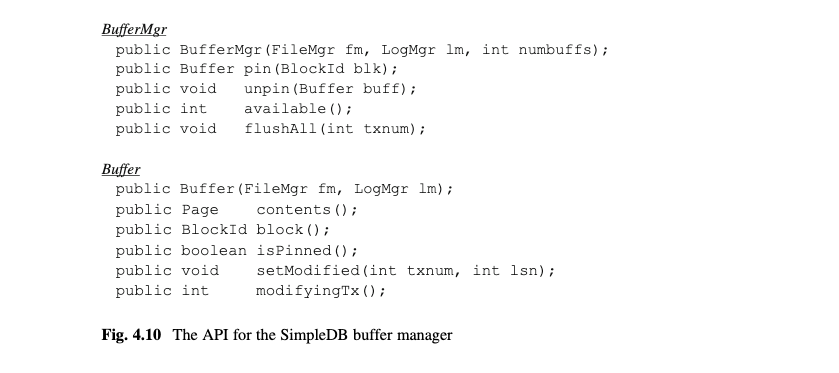 BufferMgr
public BufferMgr(FileMgr fm, LogMgr lm, int numbuffs);
public Buffer pin(BlockId blk);
public void unpin(Buffer buff);
public int available();
public void flushAll(int txnum);
Buffer
public Buffer(FileMgr fm, LogMgr lm);
public Page contents();
public BlockId block();
public boolean isPinned();
public void setModified(int txnum, int lsn);
public int modifyingTx();
Fig. 4.10 The API for the SimpleDB buffer manager